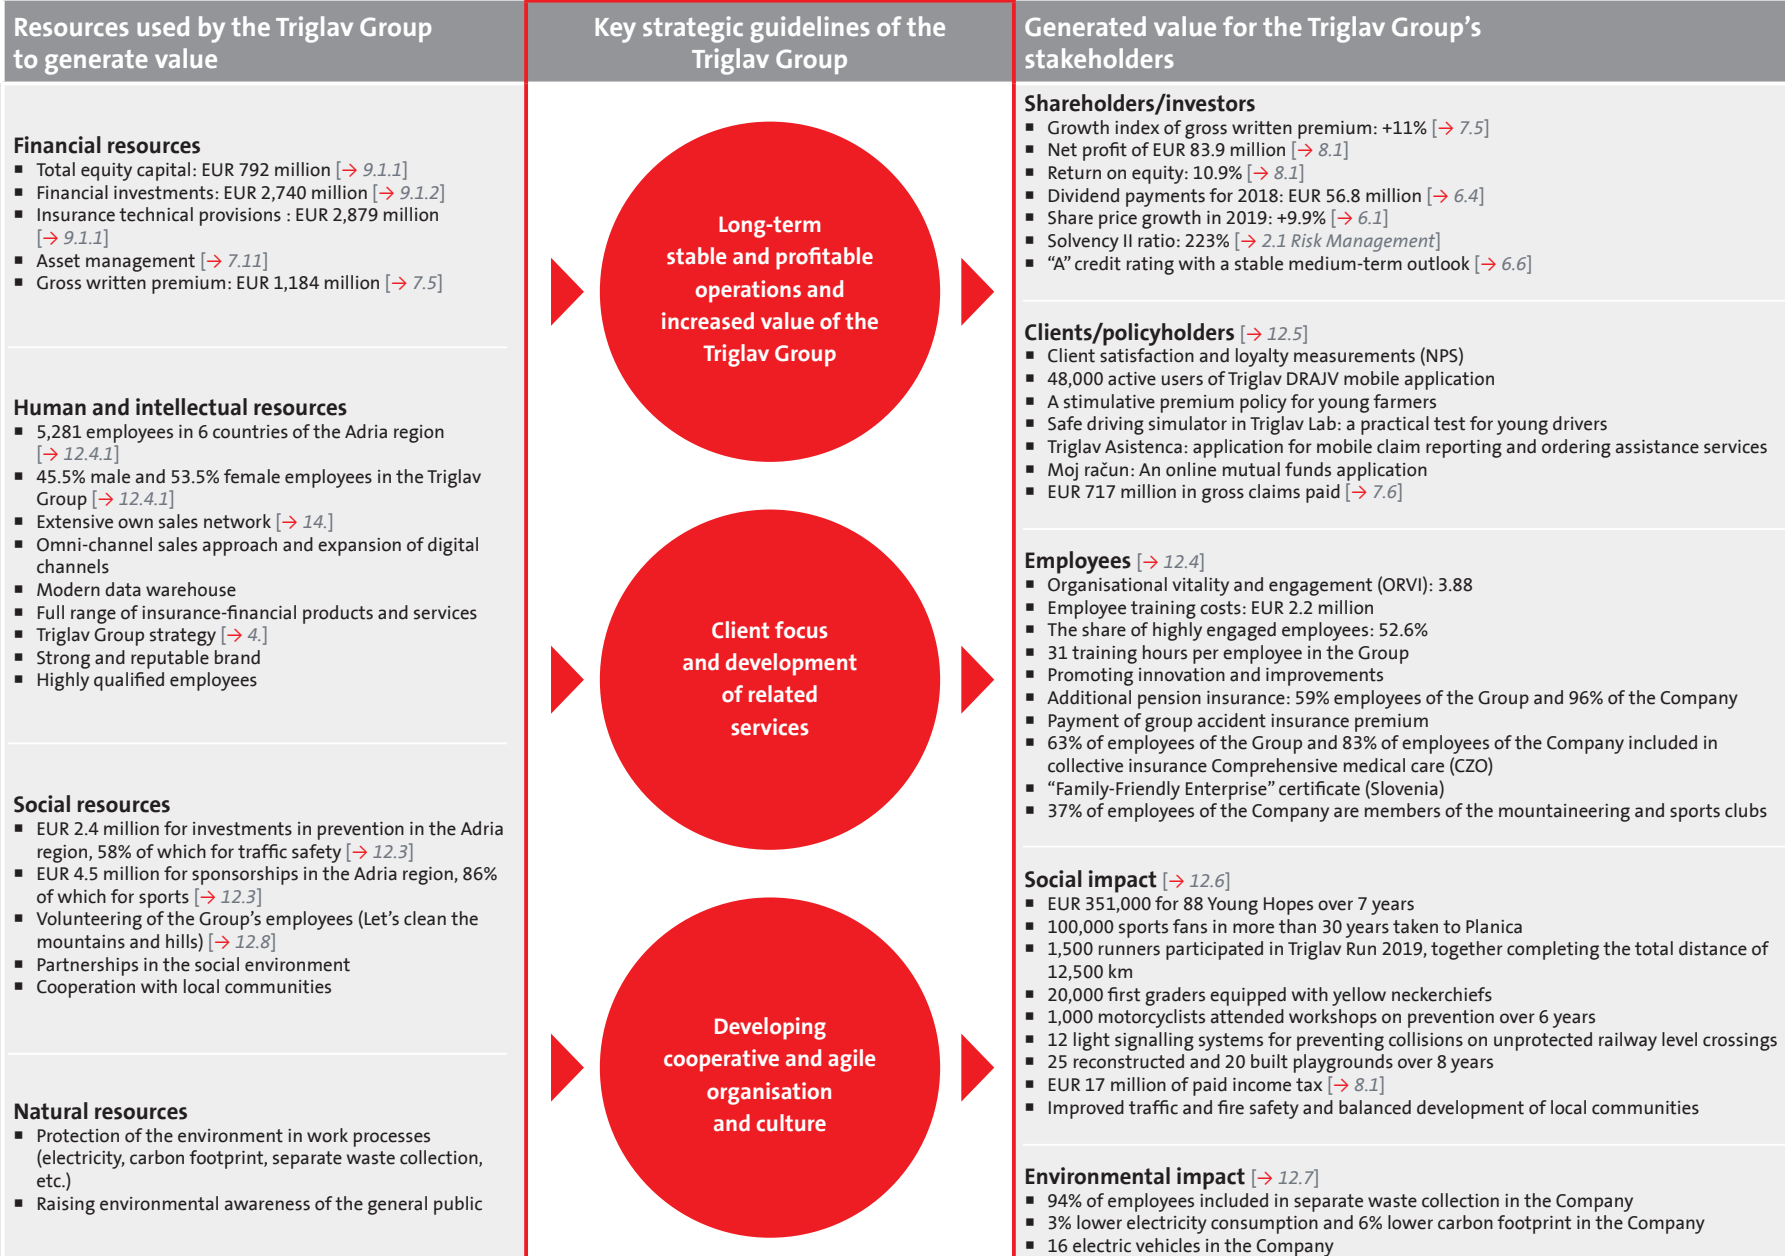 Resources used by the Triglav Group
to generate value
Financial resources
▪ Total equity capital: EUR 792 million [→ 9.1.1]
▪ Financial investments: EUR 2,740 million [→ 9.1.2]
▪ Insurance technical provisions : EUR 2,879 million
[→ 9.1.1]
▪ Asset management [→ 7.11]
▪ Gross written premium: EUR 1,184 million [→ 7.5]
Human and intellectual resources
▪ 5,281 employees in 6 countries of the Adria region
[→ 12.4.1]
▪ 45.5% male and 53.5% female employees in the Triglav
Group [→ 12.4.1]
▪ Extensive own sales network [→ 14.]
▪ Omni-channel sales approach and expansion of digital
channels
▪ Modern data warehouse
▪ Full range of insurance-financial products and services
▪ Triglav Group strategy [→ 4.]
▪ Strong and reputable brand
▪ Highly qualified employees
Social resources
▪ EUR 2.4 million for investments in prevention in the Adria
region, 58% of which for traffic safety [→ 12.3]
▪ EUR 4.5 million for sponsorships in the Adria region, 86%
of which for sports [→ 12.3]
▪ Volunteering of the Group's employees (Let's clean the
mountains and hills) [→ 12.8]
▪ Partnerships in the social environment
▪ Cooperation with local communities
Natural resources
▪ Protection of the environment in work processes
(electricity, carbon footprint, separate waste collection,
etc.)
▪ Raising environmental awareness of the general public
Key strategic guidelines of the
Triglav Group
Long-term
stable and profitable
operations and
increased value of the
Triglav Group
Client focus
and development
of related
services
Developing
cooperative and agile
organisation
and culture
Generated value for the Triglav Group's
stakeholders
Shareholders/investors
▪ Growth index of gross written premium: +11% [→ 7.5]
▪ Net profit of EUR 83.9 million [→ 8.1]
▪ Return on equity: 10.9% [→ 8.1]
▪ Dividend payments for 2018: EUR 56.8 million [→ 6.4]
▪ Share price growth in 2019: +9.9% [→ 6.1]
▪ Solvency II ratio: 223% [→ 2.1 Risk Management]
▪ "A" credit rating with a stable medium-term outlook [→ 6.6]
Clients/policyholders [→ 12.5]
▪ Client satisfaction and loyalty measurements (NPS)
▪ 48,000 active users of Triglav DRAJV mobile application
▪ A stimulative premium policy for young farmers
▪ Safe driving simulator in Triglav Lab: a practical test for young drivers
▪ Triglav Asistenca: application for mobile claim reporting and ordering assistance services
▪ Moj račun: An online mutual funds application
▪ EUR 717 million in gross claims paid [→ 7.6]
Employees [→ 12.4]
▪ Organisational vitality and engagement (ORVI): 3.88
▪ Employee training costs: EUR 2.2 million
▪ The share of highly engaged employees: 52.6%
▪ 31 training hours per employee in the Group
▪ Promoting innovation and improvements
▪ Additional pension insurance: 59% employees of the Group and 96% of the Company
▪ Payment of group accident insurance premium
▪ 63% of employees of the Group and 83% of employees of the Company included in
collective insurance Comprehensive medical care (CZO)
▪ "Family-Friendly Enterprise" certificate (Slovenia)
▪ 37% of employees of the Company are members of the mountaineering and sports clubs
Social impact [→ 12.6]
▪ EUR 351,000 for 88 Young Hopes over 7 years
▪ 100,000 sports fans in more than 30 years taken to Planica
▪ 1,500 runners participated in Triglav Run 2019, together completing the total distance of
12,500 km
▪ 20,000 first graders equipped with yellow neckerchiefs
▪ 1,000 motorcyclists attended workshops on prevention over 6 years
▪ 12 light signalling systems for preventing collisions on unprotected railway level crossings
▪ 25 reconstructed and 20 built playgrounds over 8 years
▪ EUR 17 million of paid income tax [→ 8.1]
▪ Improved traffic and fire safety and balanced development of local communities
Environmental impact [→ 12.7]
▪ 94% of employees included in separate waste collection in the Company
▪ 3% lower electricity consumption and 6% lower carbon footprint in the Company
▪ 16 electric vehicles in the Company